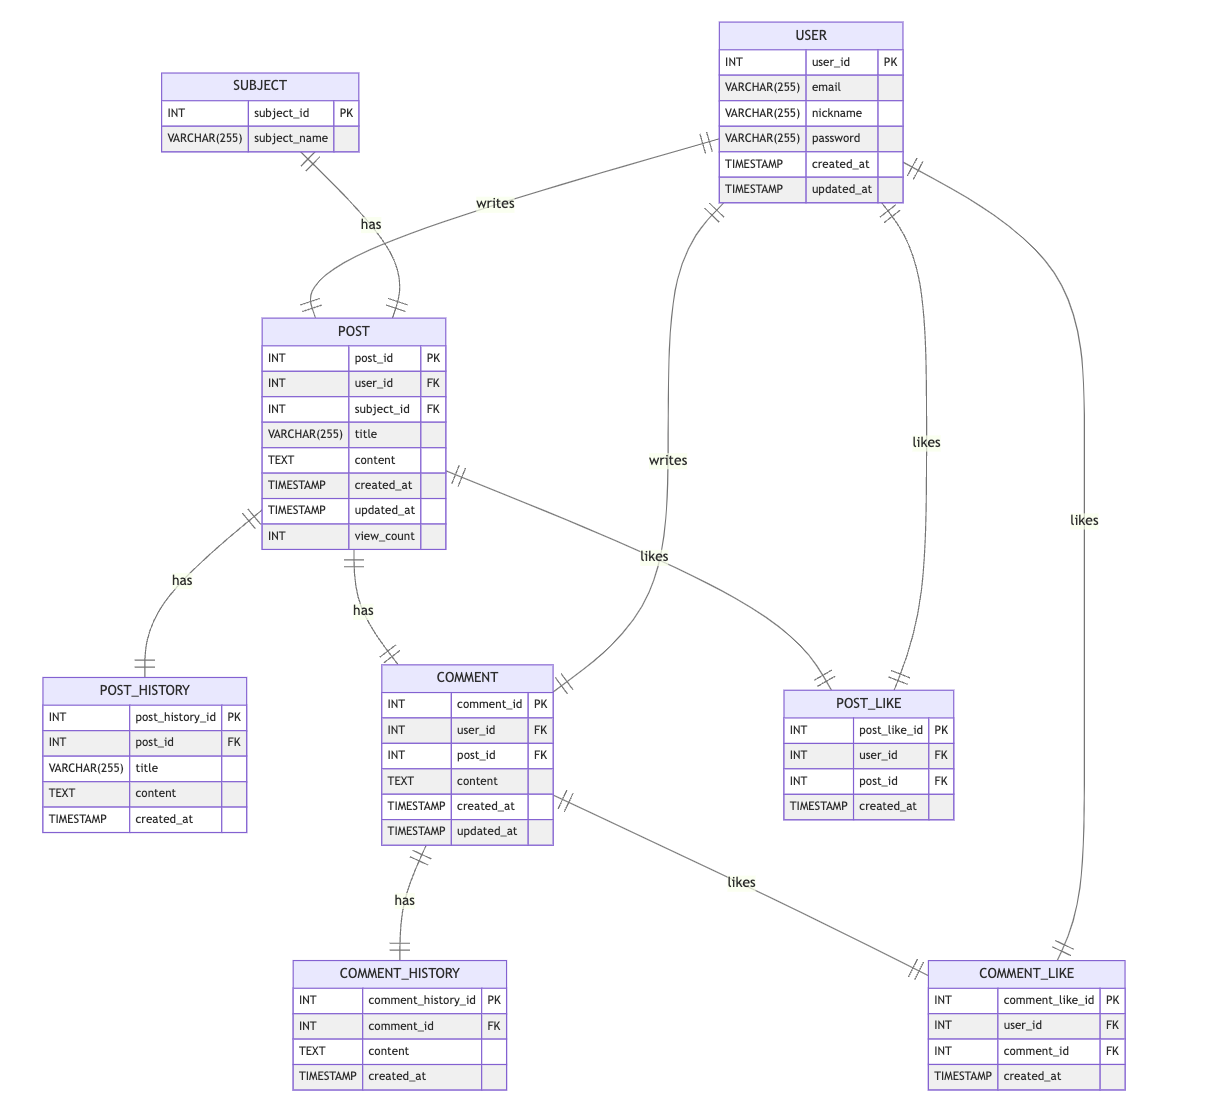 USER
INT user_id PK
VARCHAR(255) email
VARCHAR(255) nickname
VARCHAR(255) password
TIMESTAMP created_at
TIMESTAMP updated_at
SUBJECT
INT subject_id PK
VARCHAR(255) subject_name
writes
has
POST
INT post_id PK
INT user_id FK
INT subject_id FK
VARCHAR(255) title
TEXT content
TIMESTAMP created_at
TIMESTAMP updated_at
INT view_count
writes
likes
likes
likes
has
has
POST_HISTORY
INT post_history_id PK
INT post_id FK
VARCHAR(255) title
TEXT content
TIMESTAMP created_at
COMMENT
INT comment_id PK
INT user_id FK
INT post_id FK
TEXT content
TIMESTAMP created_at
TIMESTAMP updated_at
POST_LIKE
INT post_like_id PK
INT user_id FK
INT post_id FK
TIMESTAMP created_at
has
likes
COMMENT_HISTORY
INT comment_history_id PK
INT comment_id FK
TEXT content
TIMESTAMP created_at
COMMENT_LIKE
INT comment_like_id PK
INT user_id FK
INT comment_id FK
TIMESTAMP created_at